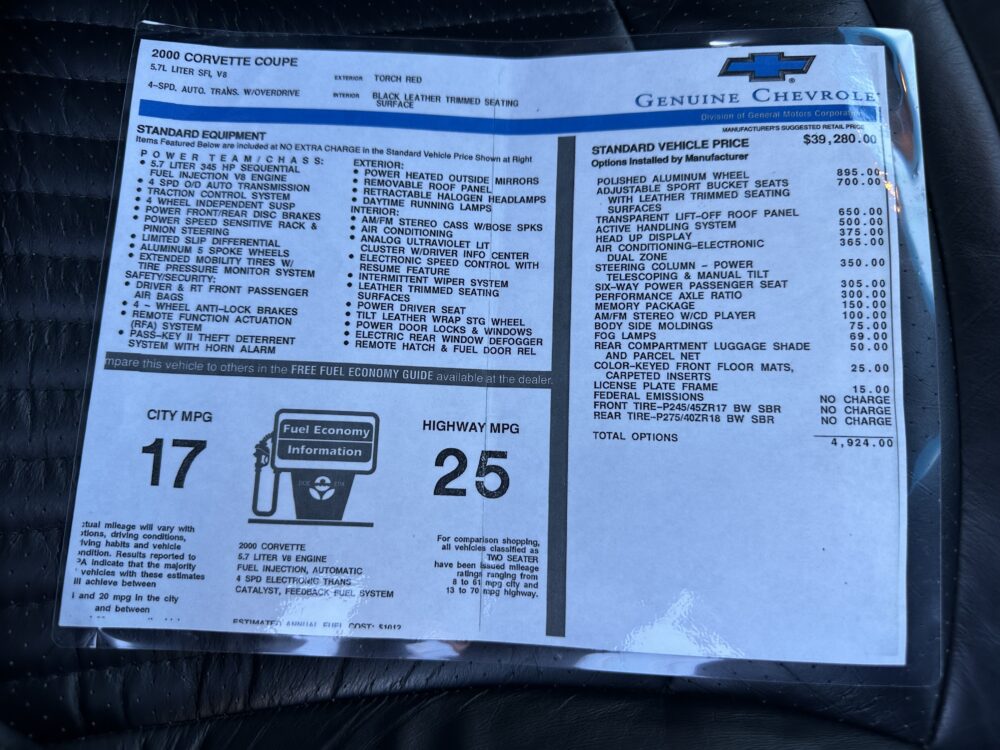 2000 CORVETTE COUPE
5.7L LITER SFI, V8
4-SPD. AUTO. TRANS. W/OVERDRIVE
EXTERIOR TORCH RED
INTERIOR BLACK LEATHER TRIMMED SEATING
SURFACE
GENUINE CHEVROLET
Division of General Motors Corporation
STANDARD EQUIPMENT
Items Featured Below are included at NO EXTRA CHARGE in the Standard Vehicle Price Shown at Right
POWER TEAM/CHASS:
• 5.7 LITER 345 HP SEQUENTIAL
FUEL INJECTION V8 ENGINE
• 4 SPD O/D AUTO TRANSMISSION
• TRACTION CONTROL SYSTEM
• 4 WHEEL INDEPENDENT SUSP
• POWER FRONT/REAR DISC BRAKES
• POWER SPEED SENSITIVE RACK &
PINION STEERING
• LIMITED SLIP DIFFERENTIAL
• ALUMINUM 5 SPOKE WHEELS
• EXTENDED MOBILITY TIRES W/
TIRE PRESSURE MONITOR SYSTEM
SAFETY/SECURITY:
• DRIVER & RT FRONT PASSENGER
AIR BAGS
• 4 - WHEEL ANTI-LOCK BRAKES
• REMOTE FUNCTION ACTUATION
(RFA) SYSTEM
• PASS-KEY II THEFT DETERRENT
SYSTEM WITH HORN ALARM
EXTERIOR:
• POWER HEATED OUTSIDE MIRRORS
• REMOVABLE ROOF PANEL
• RETRACTABLE HALOGEN HEADLAMPS
• DAYTIME RUNNING LAMPS
INTERIOR:
• AM/FM STEREO CASS W/BOSE SPKS
• AIR CONDITIONING
• ANALOG ULTRAVIOLET LIT
CLUSTER W/DRIVER INFO CENTER
• ELECTRONIC SPEED CONTROL WITH
RESUME FEATURE
• INTERMITTENT WIPER SYSTEM
• LEATHER TRIMMED SEATING
SURFACES
• POWER DRIVER SEAT
• TILT LEATHER WRAP STG WHEEL
• POWER DOOR LOCKS & WINDOWS
• ELECTRIC REAR WINDOW DEFOGGER
• REMOTE HATCH & FUEL DOOR REL
MANUFACTURER'S SUGGESTED RETAIL PRICE
STANDARD VEHICLE PRICE $39,280.00
Options Installed by Manufacturer
POLISHED ALUMINUM WHEEL 895.00
ADJUSTABLE SPORT BUCKET SEATS 700.00
WITH LEATHER TRIMMED SEATING
SURFACES
TRANSPARENT LIFT-OFF ROOF PANEL 650.00
ACTIVE HANDLING SYSTEM 500.00
HEAD UP DISPLAY 375.00
AIR CONDITIONING-ELECTRONIC 365.00
DUAL ZONE
STEERING COLUMN - POWER 350.00
TELESCOPING & MANUAL TILT
SIX-WAY POWER PASSENGER SEAT 305.00
PERFORMANCE AXLE RATIO 300.00
MEMORY PACKAGE 150.00
AM/FM STEREO W/CD PLAYER 100.00
BODY SIDE MOLDINGS 75.00
FOG LAMPS 69.00
REAR COMPARTMENT LUGGAGE SHADE 50.00
AND PARCEL NET
COLOR-KEYED FRONT FLOOR MATS, 25.00
CARPETED INSERTS
LICENSE PLATE FRAME 15.00
FEDERAL EMISSIONS NO CHARGE
FRONT TIRE-P245/45ZR17 BW SBR NO CHARGE
REAR TIRE-P275/40ZR18 BW SBR NO CHARGE
TOTAL OPTIONS 4,924.00
mpare this vehicle to others in the FREE FUEL ECONOMY GUIDE available at the dealer.
CITY MPG
17
Fuel Economy
Information
DOE EPA
HIGHWAY MPG
25
ctual mileage will vary with
tions, driving conditions,
iving habits and vehicle
ndition. Results reported to
PA indicate that the majority
vehicles with these estimates
ill achieve between
and 20 mpg in the city
and between
2000 CORVETTE
5.7 LITER V8 ENGINE
FUEL INJECTION, AUTOMATIC
4 SPD ELECTRONIC TRANS
CATALYST, FEEDBACK FUEL SYSTEM
ESTIMATED ANNUAL FUEL COST: $1012
For comparison shopping,
all vehicles classified as
TWO SEATER
have been issued mileage
ratings ranging from
8 to 61 mpg city and
13 to 70 mpg highway.